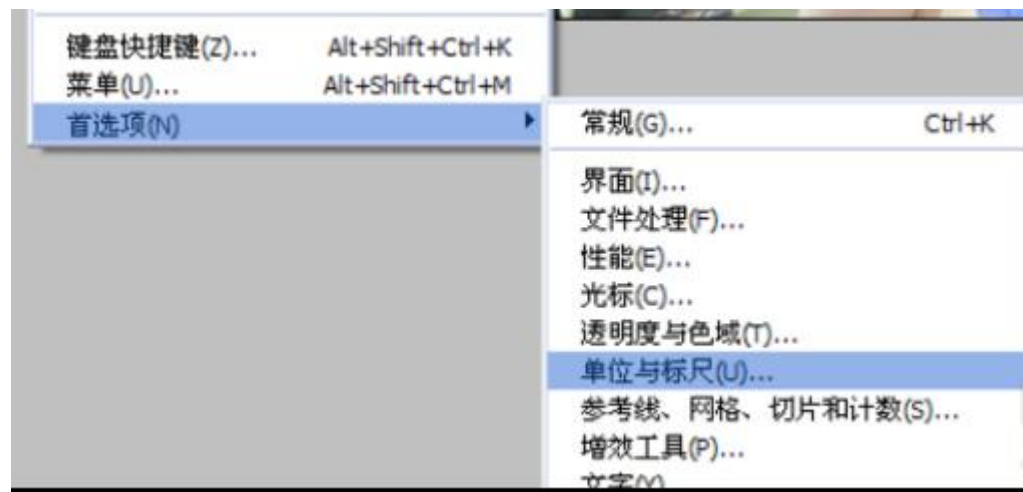 键盘快捷键(Z)... Alt+Shift+Ctrl+K
菜单(U)... Alt+Shift+Ctrl+M
首选项(N)
常规(G)... Ctrl+K
界面(I)...
文件处理(F)...
性能(E)...
光标(C)...
透明度与色域(T)...
单位与标尺(U)...
参考线、网格、切片和计数(S)...
增效工具(P)...
文字(Y)